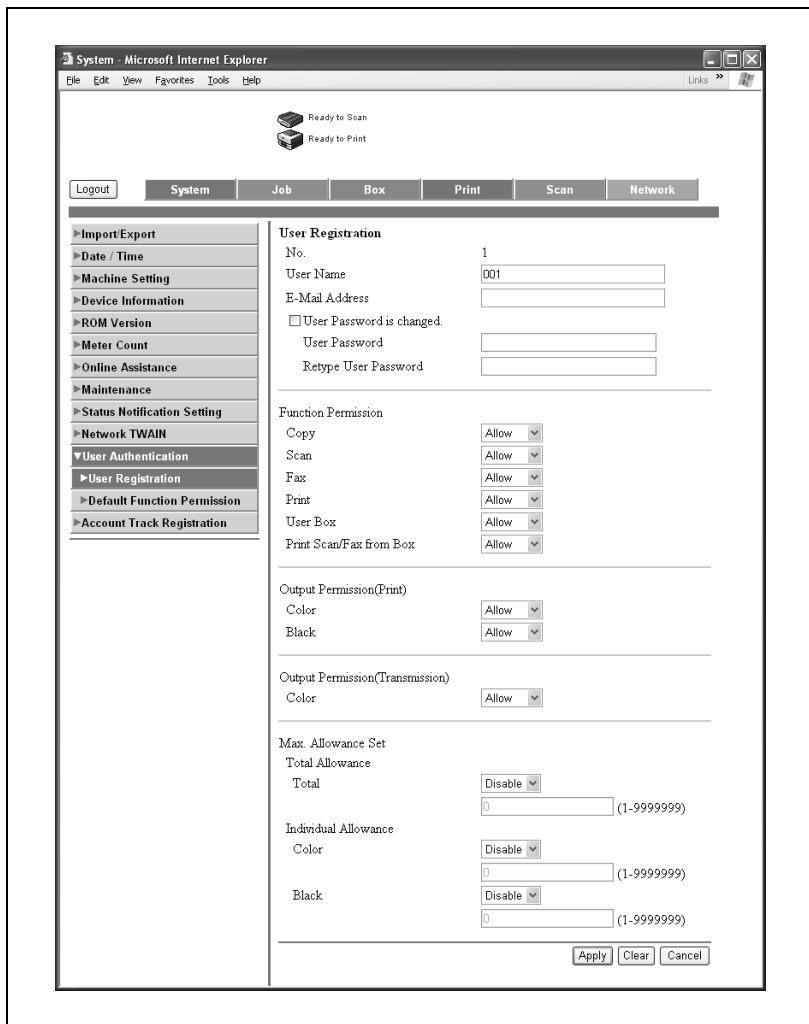 System - Microsoft Internet Explorer
File Edit View Favorites Tools Help Links »
Ready to Scan
Ready to Print
Logout System Job Box Print Scan Network
Import/Export
Date / Time
Machine Setting
Device Information
ROM Version
Meter Count
Online Assistance
Maintenance
Status Notification Setting
Network TWAIN
User Authentication
User Registration
Default Function Permission
Account Track Registration
User Registration
No. 1
User Name 001
E-Mail Address
User Password is changed.
User Password
Retype User Password
Function Permission
Copy Allow
Scan Allow
Fax Allow
Print Allow
User Box Allow
Print Scan/Fax from Box Allow
Output Permission(Print)
Color Allow
Black Allow
Output Permission(Transmission)
Color Allow
Max. Allowance Set
Total Allowance
Total Disable
0 (1-9999999)
Individual Allowance
Color Disable
0 (1-9999999)
Black Disable
0 (1-9999999)
Apply Clear Cancel